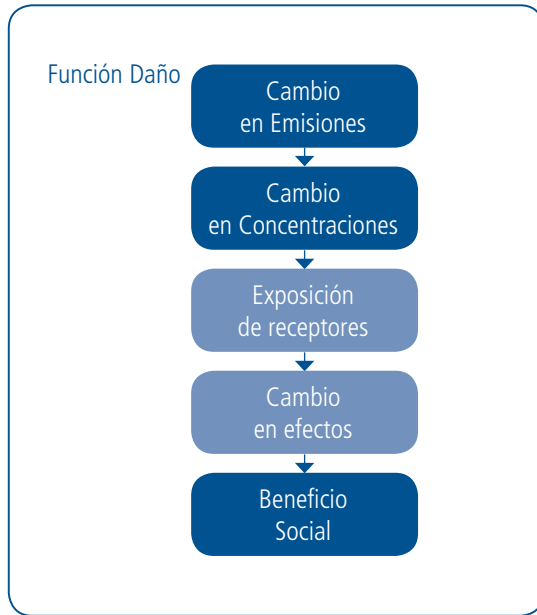 Función Daño
Cambio
en Emisiones
Cambio
en Concentraciones
Exposición
de receptores
Cambio
en efectos
Beneficio
Social